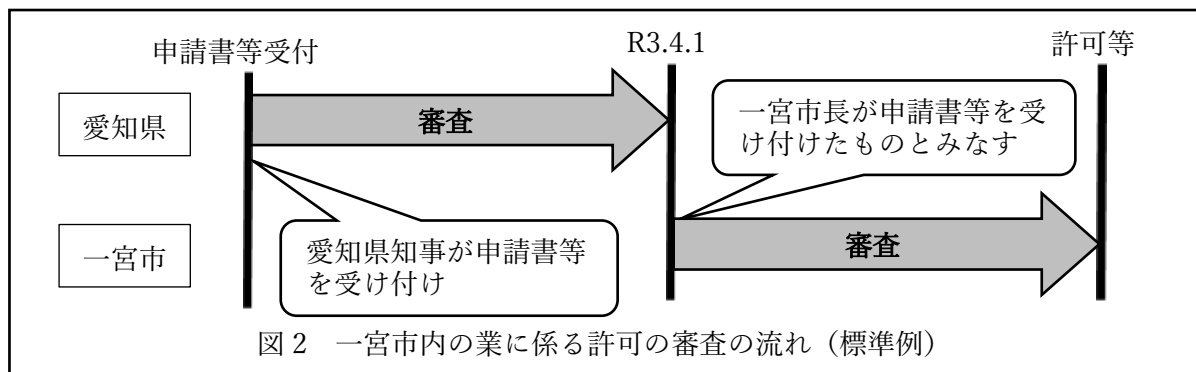 申請書等受付
R3.4.1
許可等
愛知県
審査
一宮市長が申請書等を受
け付けたものとみなす
一宮市
愛知県知事が申請書等
を受け付け
審査
図 2　一宮市内の業に係る許可の審査の流れ（標準例）